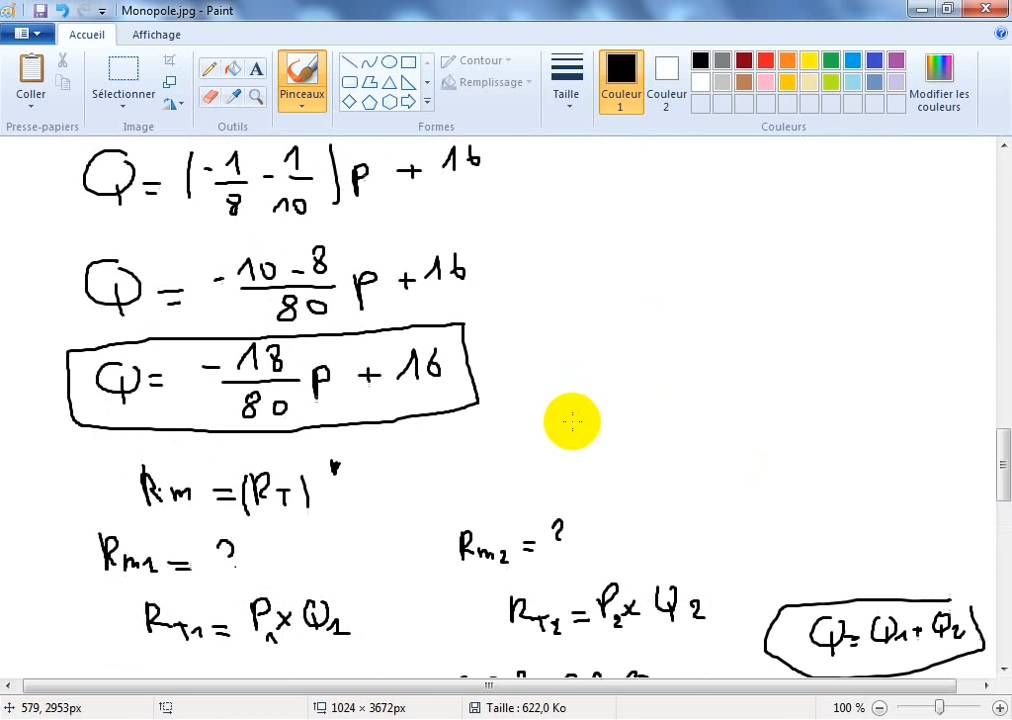 Monopole.jpg - Paint
Accueil Affichage
Coller
Sélectionner
Pinceaux
Contour
Remplissage
Taille
Couleur 1
Couleur 2
Modifier les couleurs
Presse-papiers Image Outils Formes Couleurs
Q = (-1/8 - 1/10) p + 16
Q = -10-8/80 p + 16
Q = -18/80 p + 16
Rm = (RT)'
Rm1 = ? Rm2 = ?
RT1 = P1 x Q1 RT2 = P2 x Q2 Q = Q1 + Q2
579, 2953px 1024 × 3672px Taille : 622,0 Ko 100 %